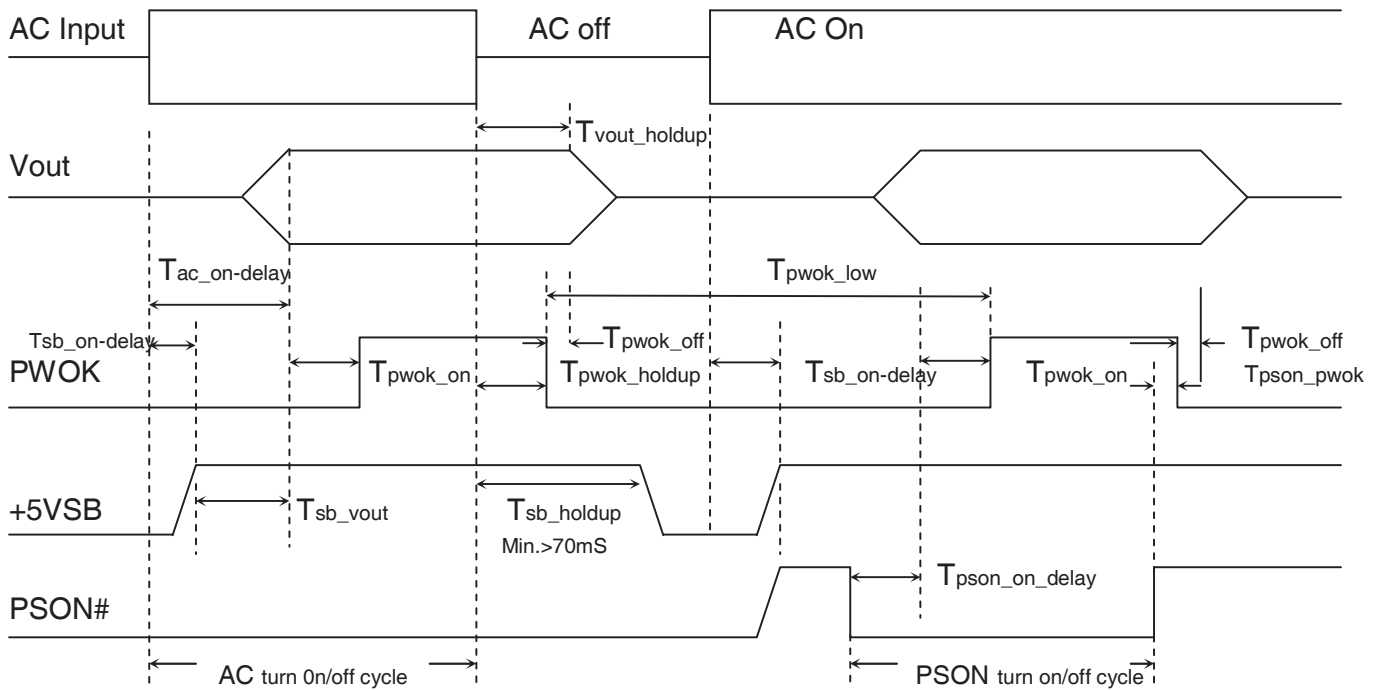 AC Input
AC off
AC On
Tvout_holdup
Vout
Tac_on-delay
Tpwok_low
Tsb_on-delay
Tpwok_off
Tpwok_off
PWOK
Tpwok_on
Tpwok_holdup
Tsb_on-delay
Tpwok_on
Tpson_pwok
+5VSB
Tsb_vout
Tsb_holdup
Min.>70mS
Tpson_on_delay
PSON#
AC turn 0n/off cycle
PSON turn on/off cycle